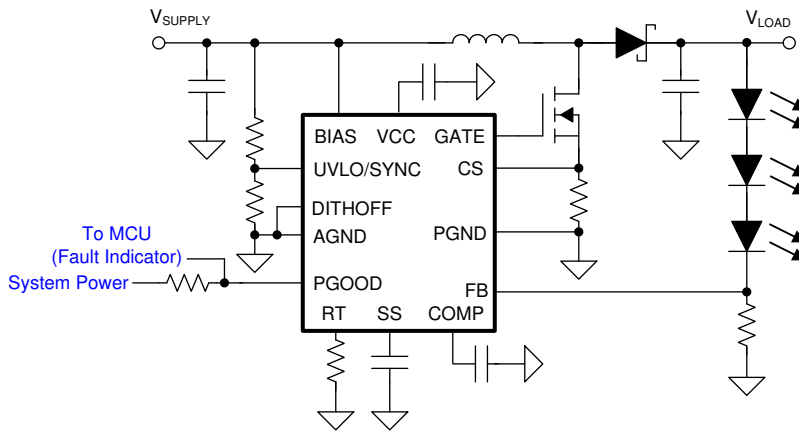 VSUPPLY
VLOAD
BIAS VCC GATE
UVLO/SYNC CS
DITHOFF
AGND PGND
To MCU
(Fault Indicator)
System Power
PGOOD FB
RT SS COMP